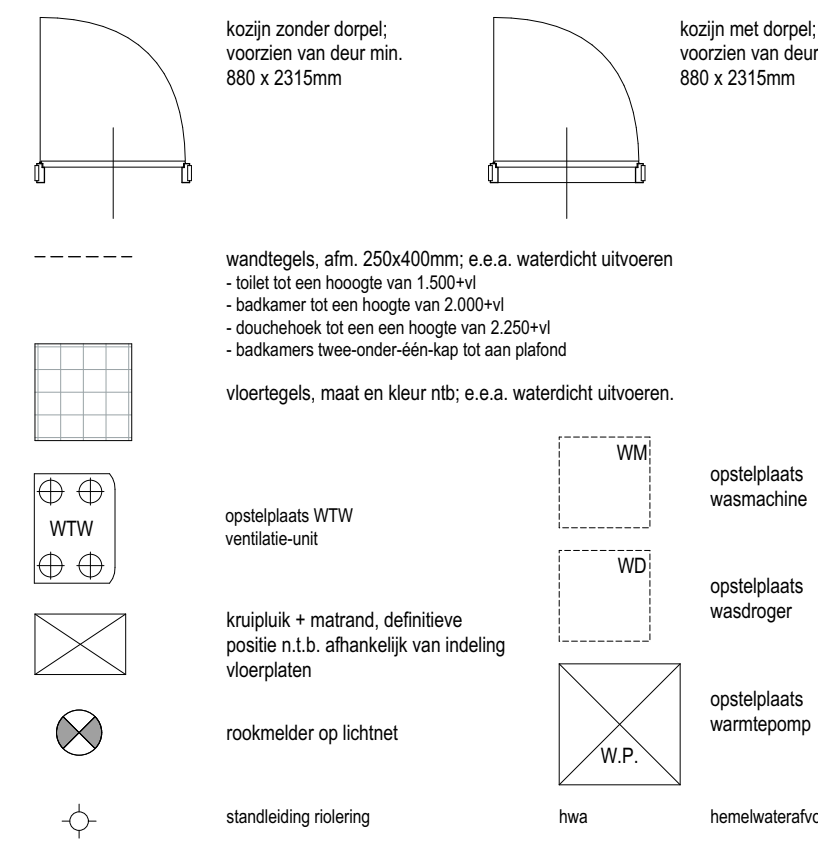 kozijn zonder dorpel;
voorzien van deur min.
880 x 2315mm
kozijn met dorpel;
voorzien van deur
880 x 2315mm
wandtegels, afm. 250x400mm; e.e.a. waterdicht uitvoeren
- toilet tot een hooogte van 1.500+vl
- badkamer tot een hoogte van 2.000+vl
- douchehoek tot een een hoogte van 2.250+vl
- badkamers twee-onder-één-kap tot aan plafond
vloertegels, maat en kleur ntb; e.e.a. waterdicht uitvoeren.
WTW
opstelplaats WTW
ventilatie-unit
WM
opstelplaats
wasmachine
WD
opstelplaats
wasdroger
kruipluik + matrand, definitieve
positie n.t.b. afhankelijk van indeling
vloerplaten
W.P.
opstelplaats
warmtepomp
rookmelder op lichtnet
standleiding riolering
hwa